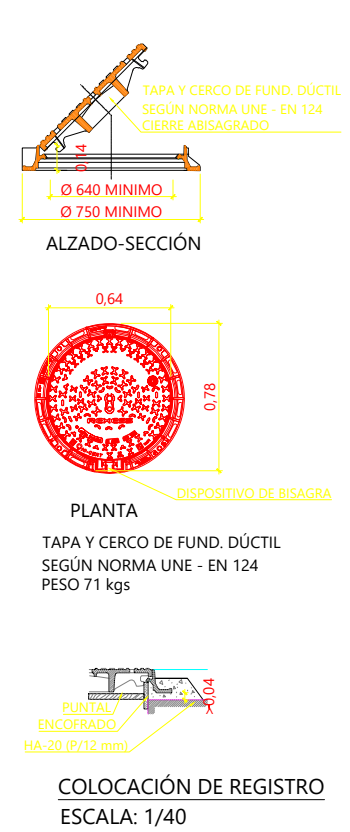 TAPA Y CERCO DE FUND. DÚCTIL
SEGÚN NORMA UNE - EN 124
CIERRE ABISAGRADO
0,14
Ø 640 MINIMO
Ø 750 MINIMO
ALZADO-SECCIÓN
0,64
0,78
DISPOSITIVO DE BISAGRA
PLANTA
TAPA Y CERCO DE FUND. DÚCTIL
SEGÚN NORMA UNE - EN 124
PESO 71 kgs
>0,04
PUNTAL
ENCOFRADO
HA-20 (P/12 mm)
COLOCACIÓN DE REGISTRO
ESCALA: 1/40